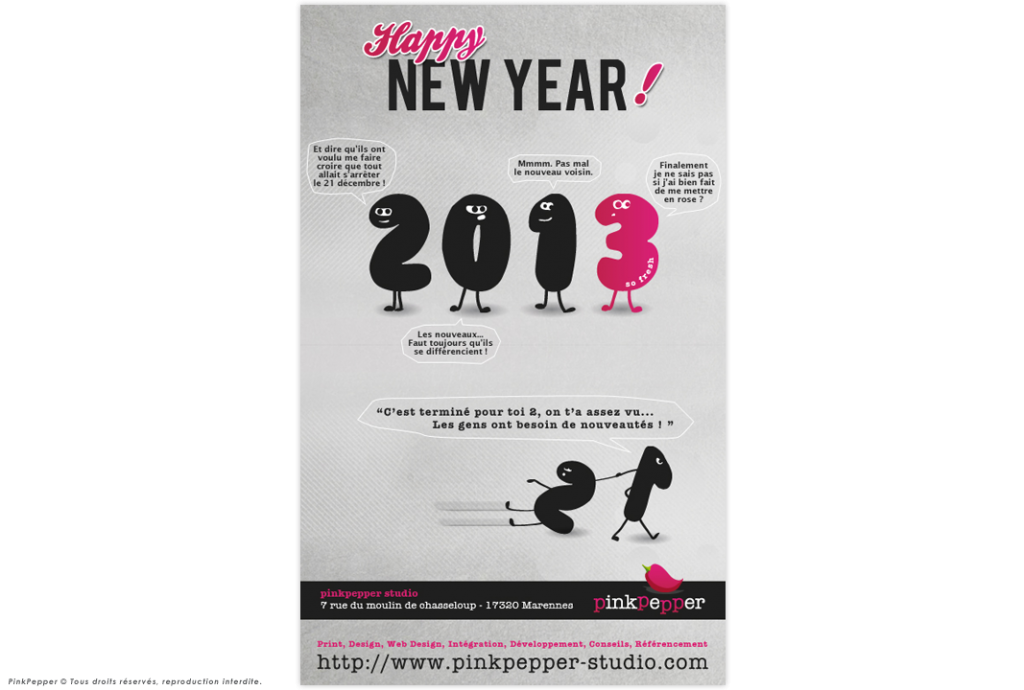 Happy
NEW YEAR !
Et dire qu'ils ont
voulu me faire
croire que tout
allait s'arrêter
le 21 décembre !
Mmmm. Pas mal
le nouveau voisin.
Finalement
je ne sais pas
si j'ai bien fait
de me mettre
en rose ?
2013
so fresh
Les nouveaux...
Faut toujours qu'ils
se différencient !
"C'est terminé pour toi 2, on t'a assez vu...
Les gens ont besoin de nouveautés ! "
21
pinkpepper studio
7 rue du moulin de chasseloup - 17320 Marennes
pinkpepper
Print, Design, Web Design, Intégration, Développement, Conseils, Référencement
http://www.pinkpepper-studio.com
PinkPepper © Tous droits réservés, reproduction interdite.